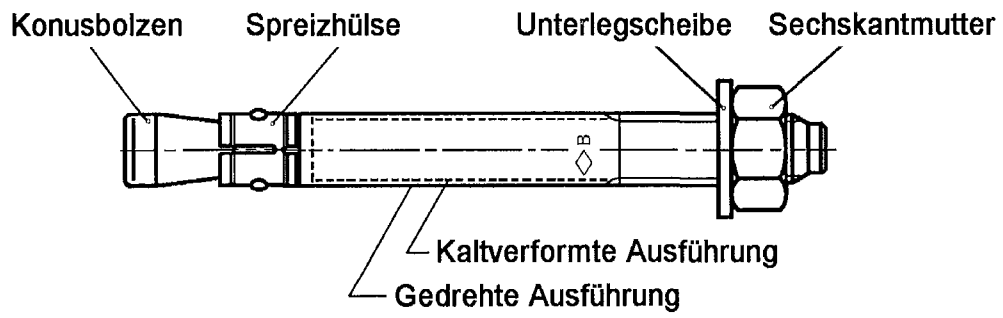 Konusbolzen Spreizhülse Unterlegscheibe Sechskantmutter
B
Kaltverformte Ausführung
Gedrehte Ausführung